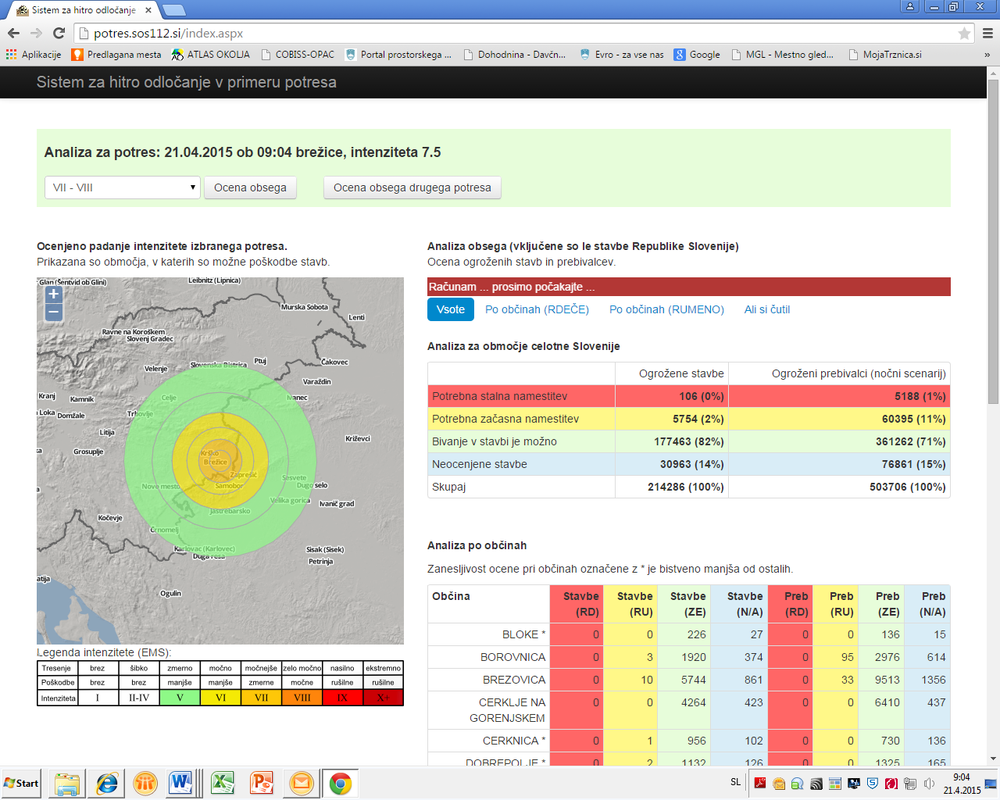 Sistem za hitro odločanje
potres.sos112.si/index.aspx
Aplikacije
Predlagana mesta
ATLAS OKOLJA
COBISS-OPAC
Portal prostorskega ...
Dohodnina - Davčn...
Evro - za vse nas
Google
MGL - Mestno gled...
MojaTrznica.si
»
Sistem za hitro odločanje v primeru potresa
Analiza za potres: 21.04.2015 ob 09:04 brežice, intenziteta 7.5
VII - VIII
Ocena obsega
Ocena obsega drugega potresa
Ocenjeno padanje intenzitete izbranega potresa.
Prikazana so območja, v katerih so možne poškodbe stavb.
+
−
Glan (Šentvid ob Glini)
Leibnitz (Lipnica)
Murska Sobota
Lenti
Ravne na Koroškem
Slovenj Gradec
Velenje
Slovenska Bistrica
Ptuj
Čakovec
Varaždin
Kranj
Kamnik
Celje
Ivanec
Loka
Domžale
Trbovlje
Litija
Križevci
Grosuplje
Krško
Brežice
Zaprešić
Sesvete
Novo mesto
Samobor
Dugo selo
Velika gorica
Ivanič grad
Jastrebarsko
Kočevje
Črnomelj
Karlovac (Karlovec)
Sisak (Sisek)
Duga resa
Petrinja
atija
Ogulin
Legenda intenzitete (EMS):
Tresenje brez šibko zmerno močno močnejše zelo močno nasilno ekstremno
Poškodbe brez brez manjše manjše zmerne močne rušilne rušilne
Intenziteta I II-IV V VI VII VIII IX X+
Analiza obsega (vključene so le stavbe Republike Slovenije)
Ocena ogroženih stavb in prebivalcev.
Računam ... prosimo počakajte ...
Vsote Po občinah (RDEČE) Po občinah (RUMENO) Ali si čutil
Analiza za območje celotne Slovenije
Ogrožene stavbe Ogroženi prebivalci (nočni scenarij)
Potrebna stalna namestitev 106 (0%) 5188 (1%)
Potrebna začasna namestitev 5754 (2%) 60395 (11%)
Bivanje v stavbi je možno 177463 (82%) 361262 (71%)
Neocenjene stavbe 30963 (14%) 76861 (15%)
Skupaj 214286 (100%) 503706 (100%)
Analiza po občinah
Zanesljivost ocene pri občinah označene z * je bistveno manjša od ostalih.
Občina Stavbe Stavbe Stavbe Stavbe Preb Preb Preb Preb
(RD) (RU) (ZE) (N/A) (RD) (RU) (ZE) (N/A)
BLOKE * 0 0 226 27 0 0 136 15
BOROVNICA 0 3 1920 374 0 95 2976 614
BREZOVICA 0 10 5744 861 0 33 9513 1356
CERKLJE NA 0 0 4264 423 0 0 6410 437
GORENJSKEM
CERKNICA * 0 1 956 102 0 0 730 136
DOBREPOLJE * 0 2 1132 126 0 0 1325 165
Start
SL
9:04
21.4.2015